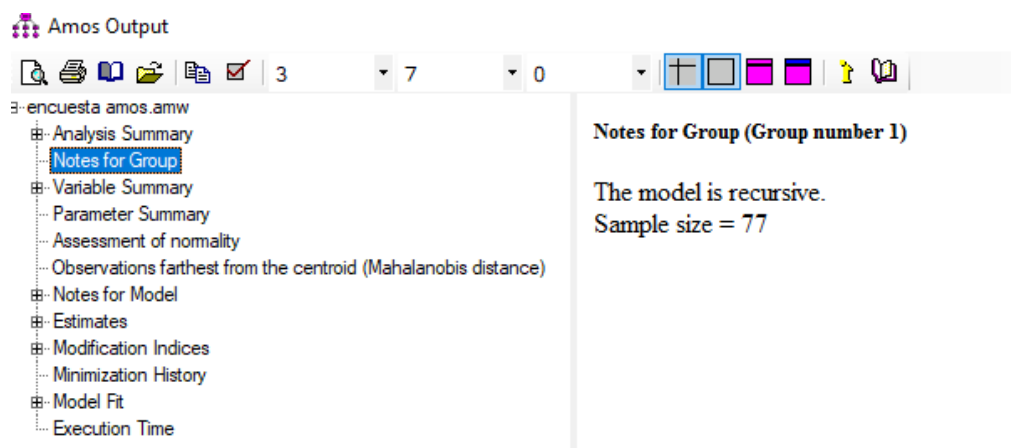 Amos Output
3 7 0
encuesta amos.amw
Analysis Summary
Notes for Group
Variable Summary
Parameter Summary
Assessment of normality
Observations farthest from the centroid (Mahalanobis distance)
Notes for Model
Estimates
Modification Indices
Minimization History
Model Fit
Execution Time
Notes for Group (Group number 1)
The model is recursive.
Sample size = 77